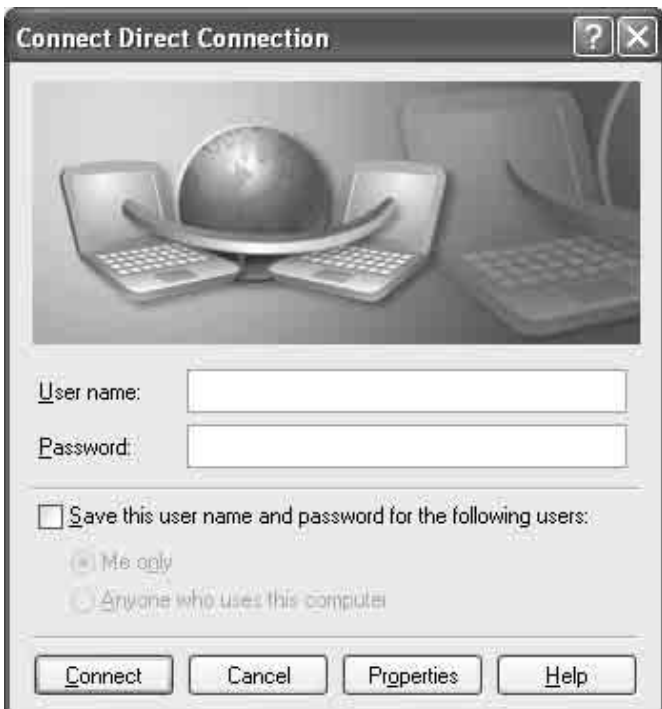 Connect Direct Connection
User name:
Password:
Save this user name and password for the following users:
Me only
Anyone who uses this computer
Connect Cancel Properties Help